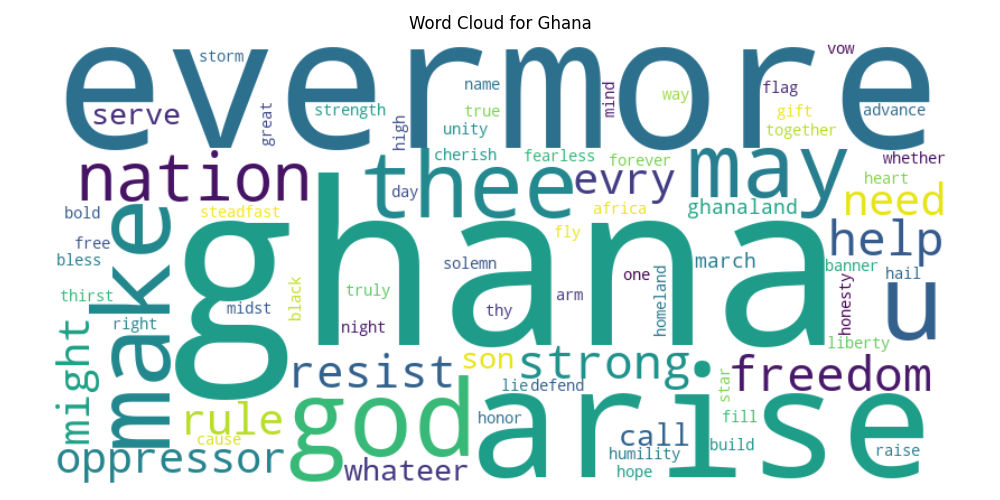 Word Cloud for Ghana
evermore
storm
vow
name
mind
way
flag
serve
great
strength
high
true
unity
gift
together
advance
nation
thee
cherish
fearless
forever
evry
may
whether
heart
need
day
bold
free
bless
steadfast
make
ghana
africa
fly
ghanaland
help
solemn
march
one
homeland
banner
hail
u
honesty
thirst
right
midst
black
truly
night
thy
arm
liberty
might
resist
son
strong
freedom
lie
defend
star
rule
cause
god
arise
honor
call
fill
build
humility
hope
raise
oppressor
whateer